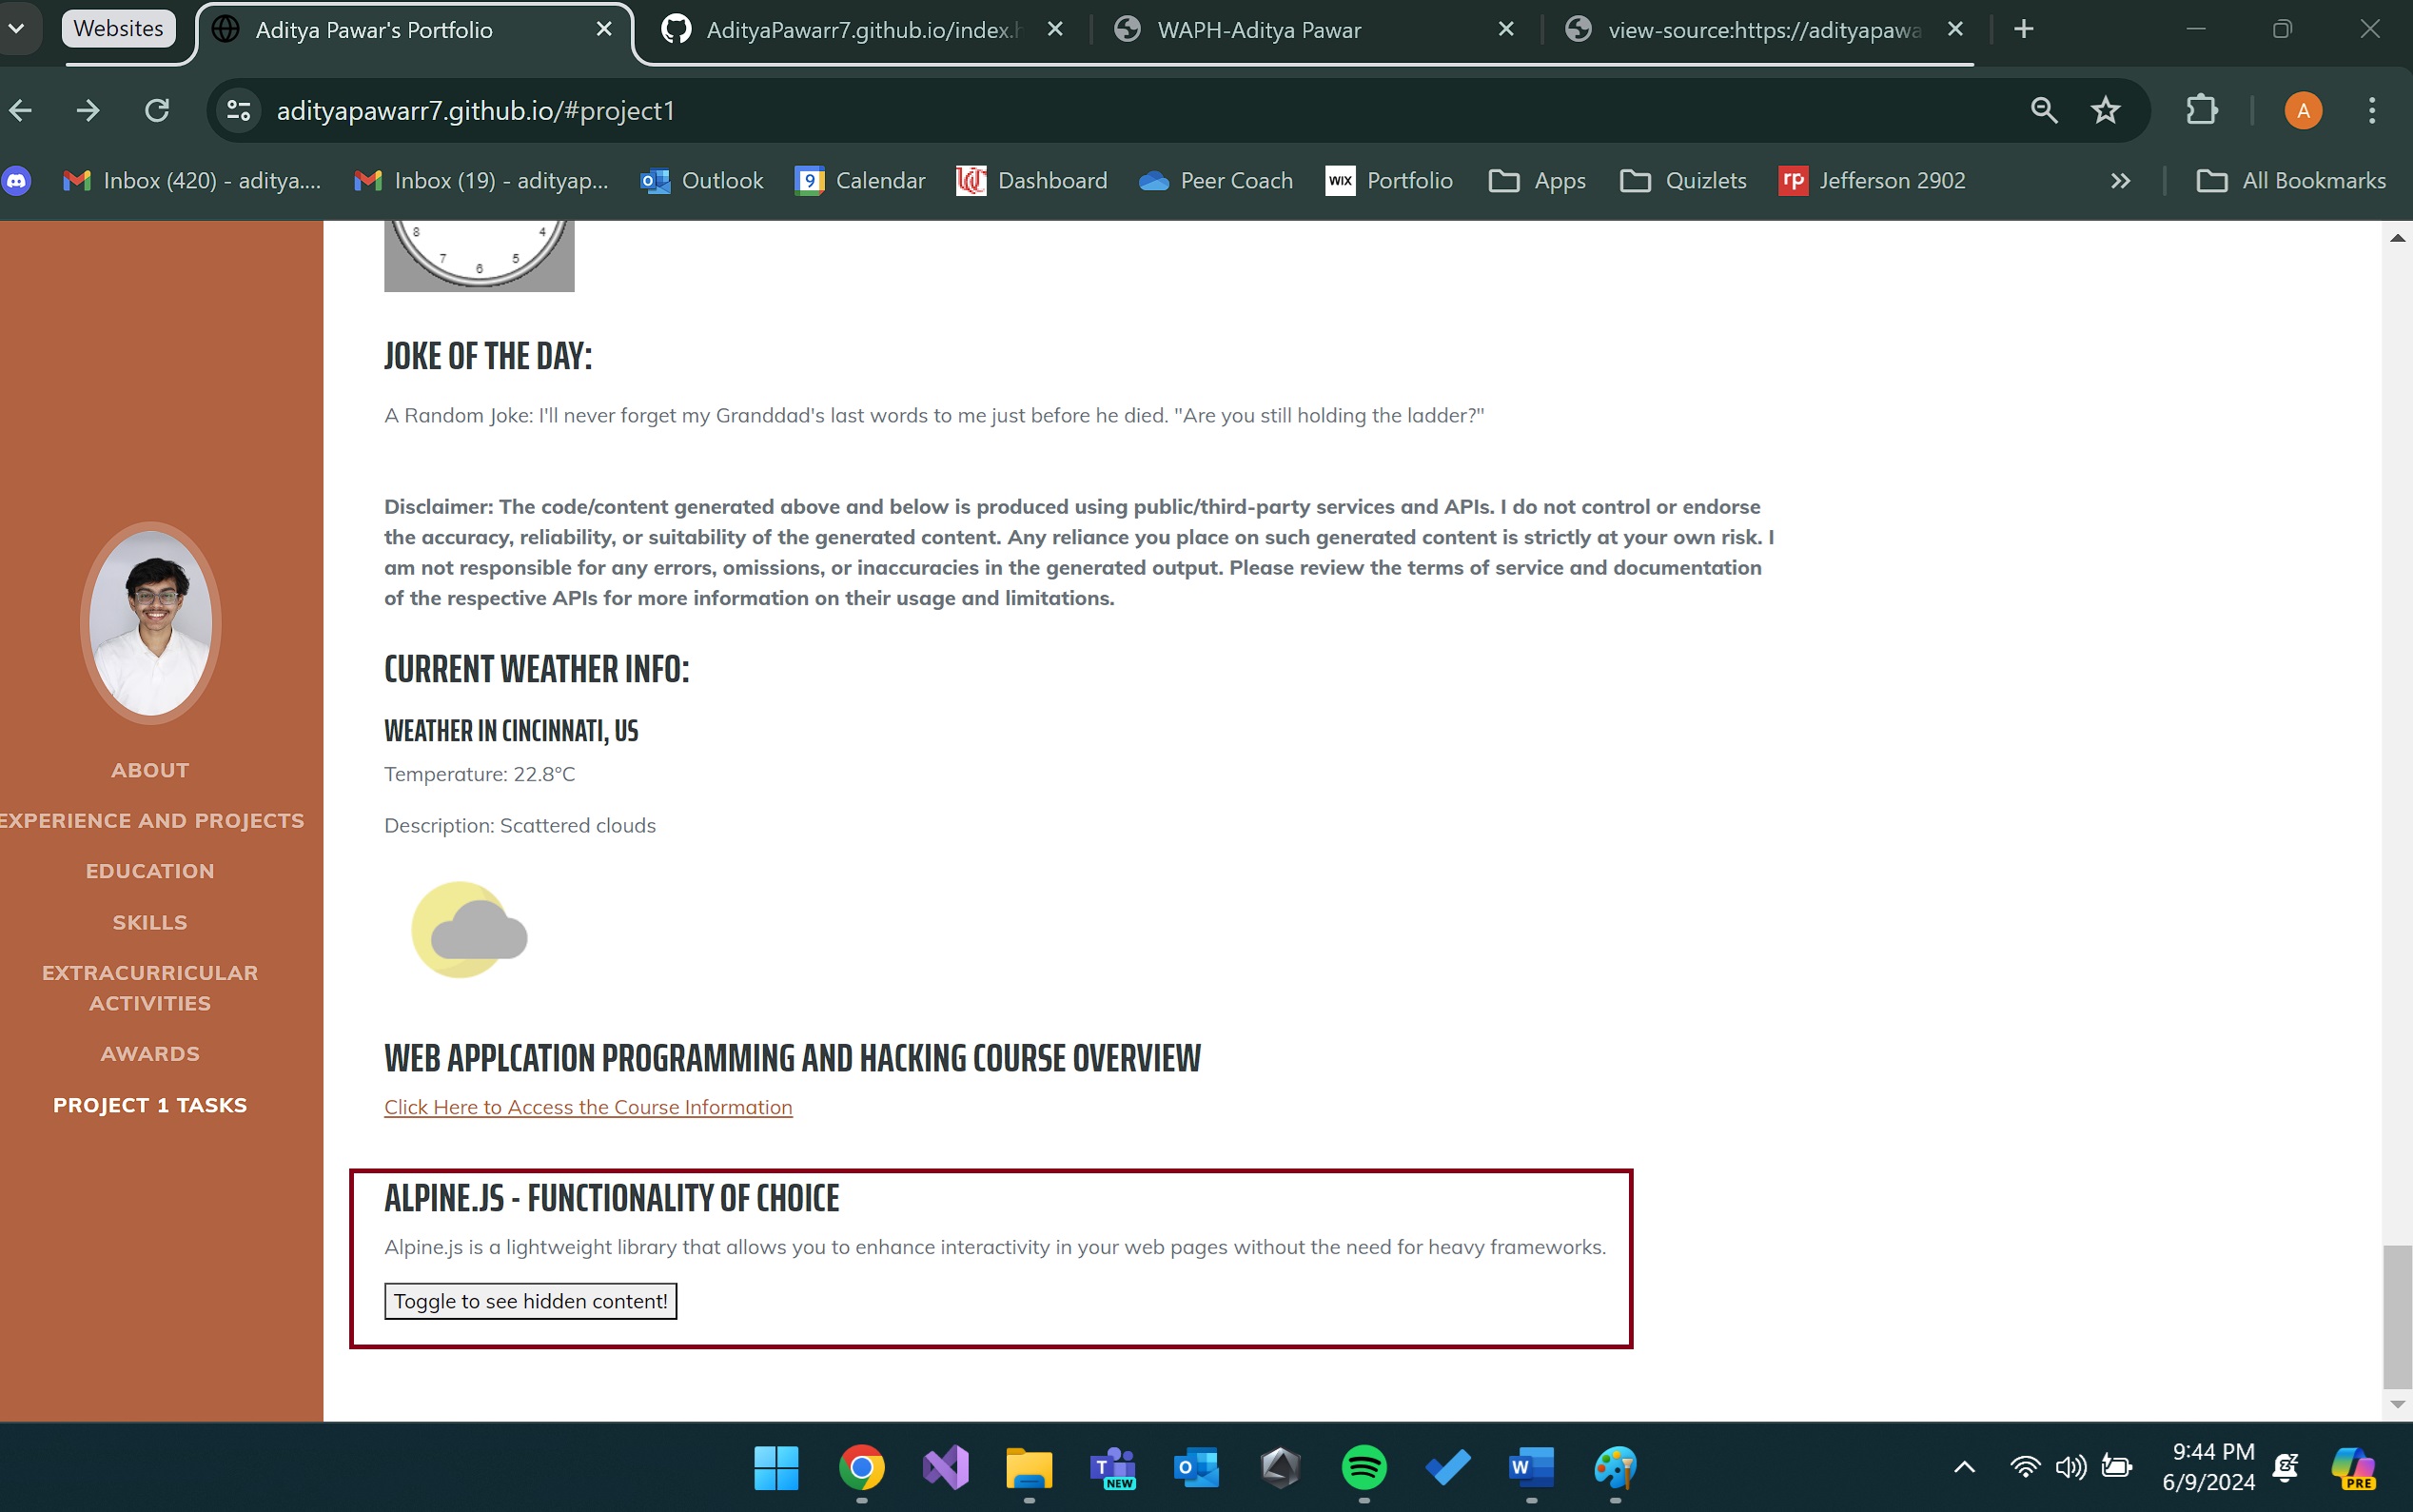 Websites
Aditya Pawar's Portfolio
AdityaPawarr7.github.io/index.h
WAPH-Aditya Pawar
view-source:https://adityapawa
adityapawarr7.github.io/#project1
A
Inbox (420) - aditya....
Inbox (19) - adityap...
Outlook
9
Calendar
Dashboard
Peer Coach
WIX
Portfolio
Apps
Quizlets
rp
Jefferson 2902
All Bookmarks
8 4
7 5
6
JOKE OF THE DAY:
A Random Joke: I'll never forget my Granddad's last words to me just before he died. "Are you still holding the ladder?"
Disclaimer: The code/content generated above and below is produced using public/third-party services and APIs. I do not control or endorse
the accuracy, reliability, or suitability of the generated content. Any reliance you place on such generated content is strictly at your own risk. I
am not responsible for any errors, omissions, or inaccuracies in the generated output. Please review the terms of service and documentation
of the respective APIs for more information on their usage and limitations.
CURRENT WEATHER INFO:
WEATHER IN CINCINNATI, US
Temperature: 22.8°C
Description: Scattered clouds
WEB APPLCATION PROGRAMMING AND HACKING COURSE OVERVIEW
Click Here to Access the Course Information
ALPINE.JS - FUNCTIONALITY OF CHOICE
Alpine.js is a lightweight library that allows you to enhance interactivity in your web pages without the need for heavy frameworks.
Toggle to see hidden content!
ABOUT
EXPERIENCE AND PROJECTS
EDUCATION
SKILLS
EXTRACURRICULAR
ACTIVITIES
AWARDS
PROJECT 1 TASKS
T
NEW
O
W
9:44 PM
6/9/2024
PRE